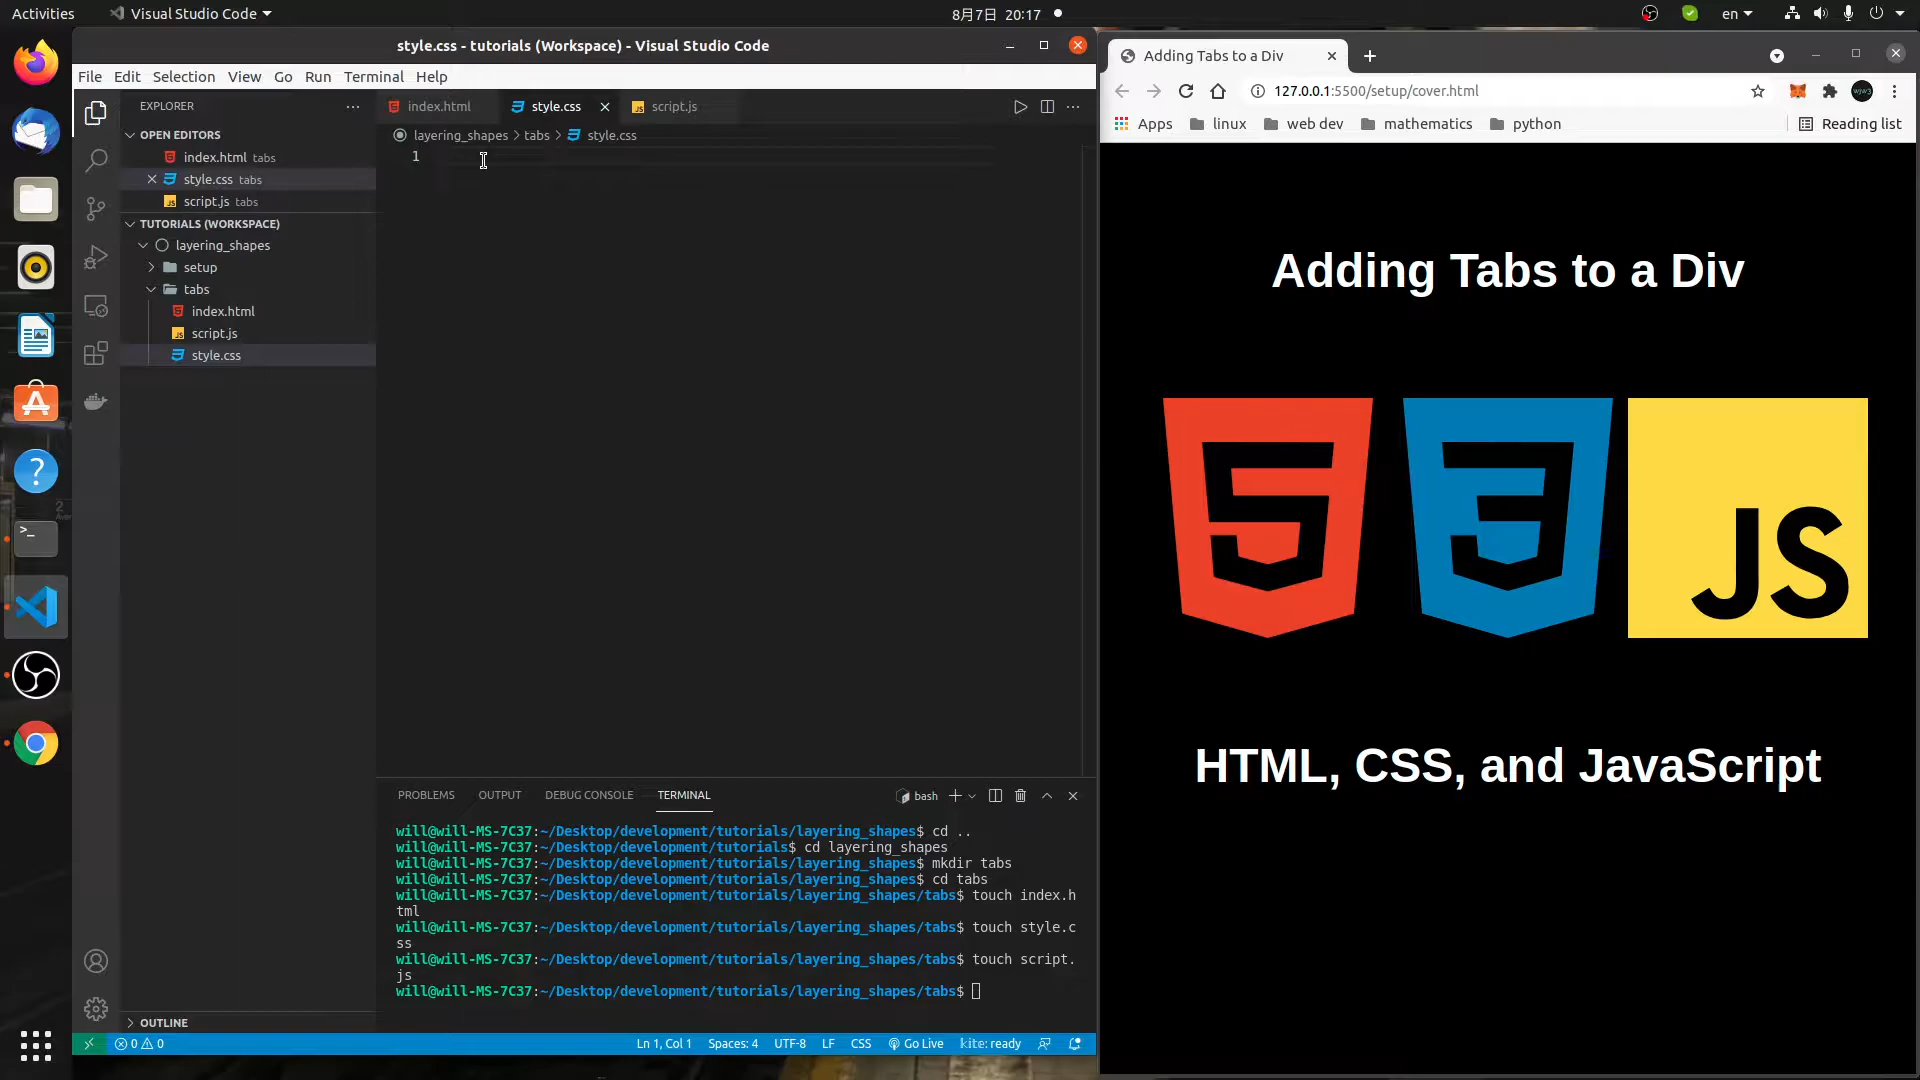 Activities
Visual Studio Code
8月7日 20:17
en
style.css - tutorials (Workspace) - Visual Studio Code
File Edit Selection View Go Run Terminal Help
EXPLORER
OPEN EDITORS
index.html tabs
style.css tabs
script.js tabs
TUTORIALS (WORKSPACE)
layering_shapes
setup
tabs
index.html
script.js
style.css
OUTLINE
index.html style.css script.js
layering_shapes > tabs > style.css
1
PROBLEMS OUTPUT DEBUG CONSOLE TERMINAL
bash
will@will-MS-7C37:~/Desktop/development/tutorials/layering_shapes$ cd ..
will@will-MS-7C37:~/Desktop/development/tutorials$ cd layering_shapes
will@will-MS-7C37:~/Desktop/development/tutorials/layering_shapes$ mkdir tabs
will@will-MS-7C37:~/Desktop/development/tutorials/layering_shapes$ cd tabs
will@will-MS-7C37:~/Desktop/development/tutorials/layering_shapes/tabs$ touch index.h
tml
will@will-MS-7C37:~/Desktop/development/tutorials/layering_shapes/tabs$ touch style.c
ss
will@will-MS-7C37:~/Desktop/development/tutorials/layering_shapes/tabs$ touch script.
js
will@will-MS-7C37:~/Desktop/development/tutorials/layering_shapes/tabs$
0 0
Ln 1, Col 1 Spaces: 4 UTF-8 LF CSS Go Live kite: ready
Adding Tabs to a Div
127.0.0.1:5500/setup/cover.html
Apps linux web dev mathematics python Reading list
Adding Tabs to a Div
JS
HTML, CSS, and JavaScript